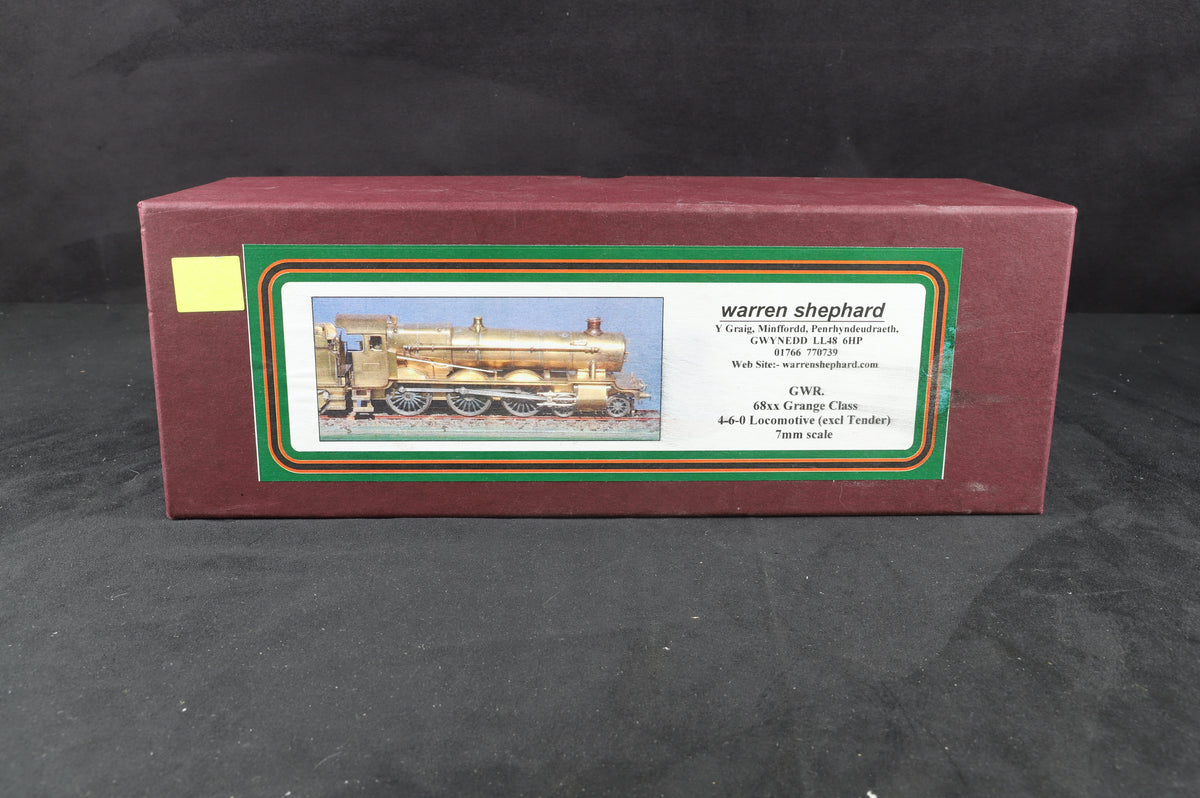 warren shephard
Y Graig, Minffordd, Penrhyndeudraeth,
GWYNEDD LL48 6HP
01766 770739
Web Site:- warrenshephard.com
GWR.
68xx Grange Class
4-6-0 Locomotive (excl Tender)
7mm scale